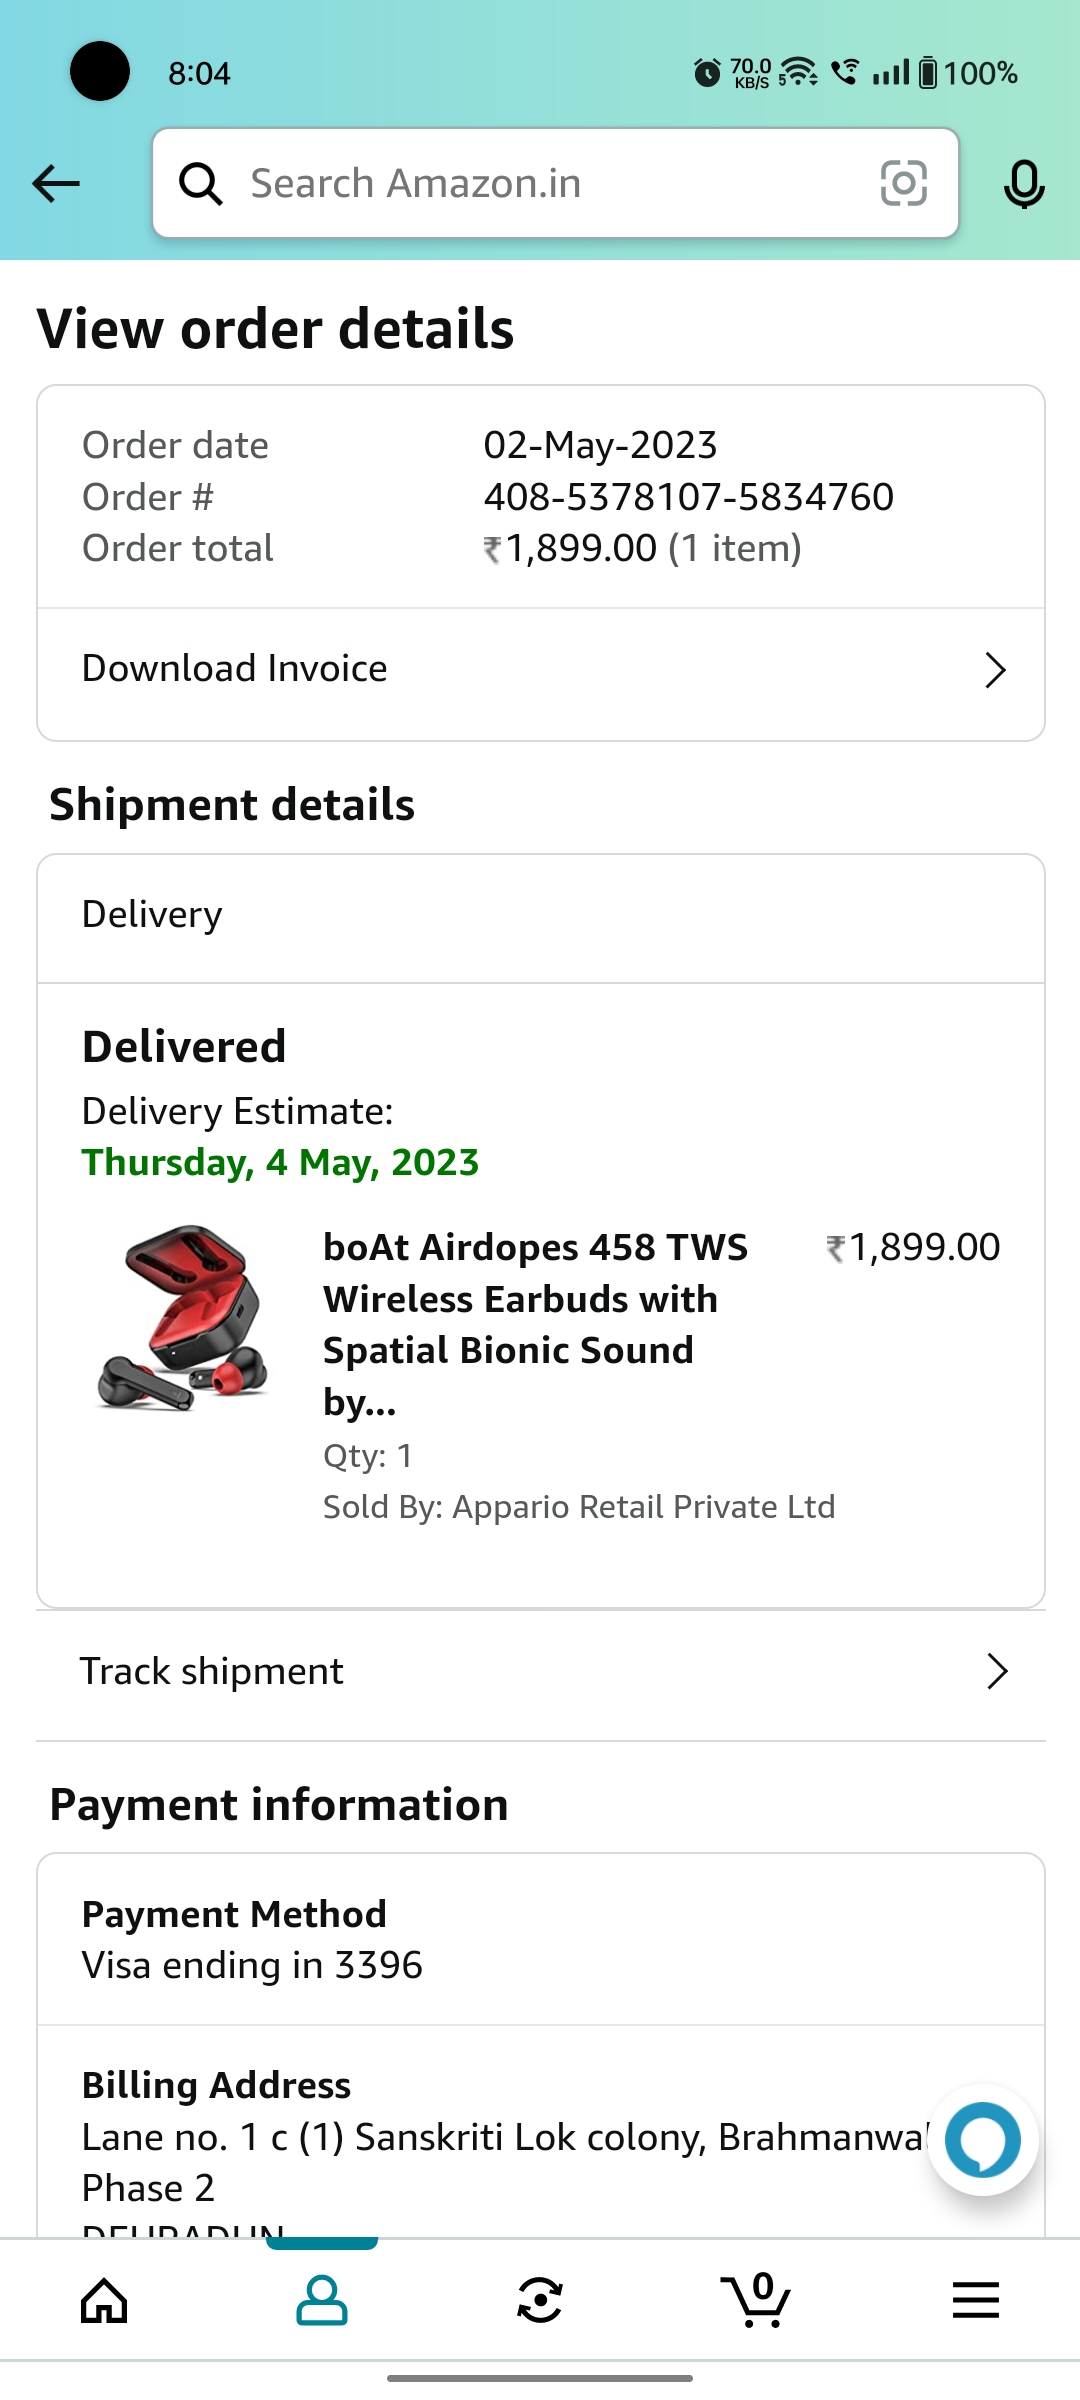 8:04
70.0
KB/S
5
100%
Search Amazon.in
View order details
Order date 02-May-2023
Order # 408-5378107-5834760
Order total ₹1,899.00 (1 item)
Download Invoice
Shipment details
Delivery
Delivered
Delivery Estimate:
Thursday, 4 May, 2023
boAt Airdopes 458 TWS ₹1,899.00
Wireless Earbuds with
Spatial Bionic Sound
by...
Qty: 1
Sold By: Appario Retail Private Ltd
Track shipment
Payment information
Payment Method
Visa ending in 3396
Billing Address
Lane no. 1 c (1) Sanskriti Lok colony,
Phase 2
DEHRADUN
0